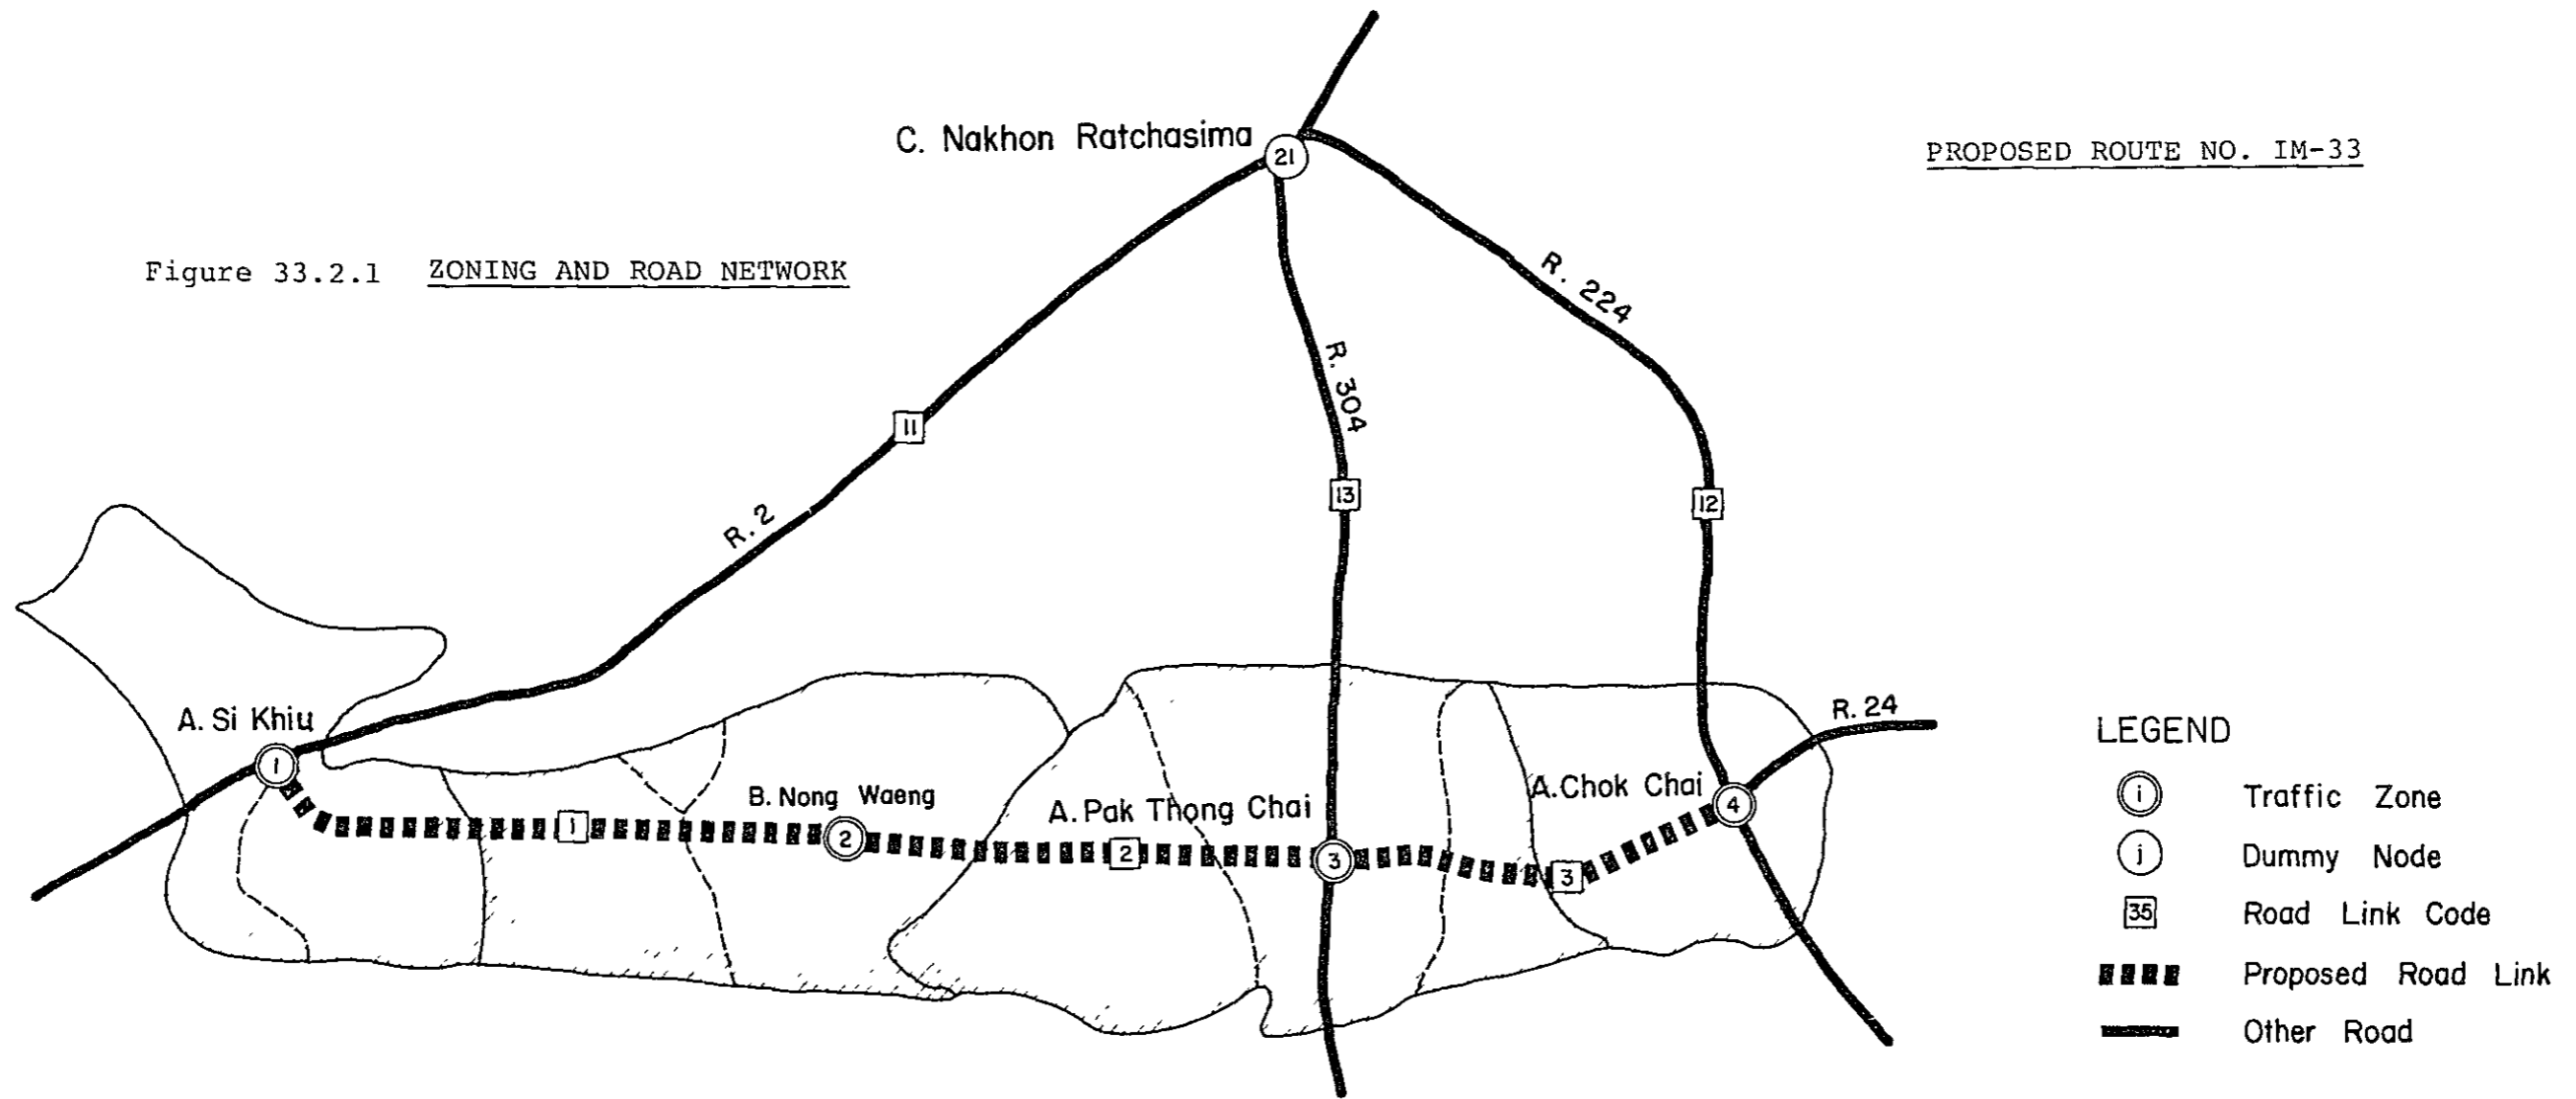 C. Nakhon Ratchasima
21
PROPOSED ROUTE NO. IM-33
Figure 33.2.1 ZONING AND ROAD NETWORK
R. 224
R. 304
11
13
12
R. 2
A. Si Khiu
1
R. 24
LEGEND
A. Chok Chai
4
B. Nong Waeng
A. Pak Thong Chai
1
2
2
3
3
i Traffic Zone
j Dummy Node
35 Road Link Code
Proposed Road Link
Other Road